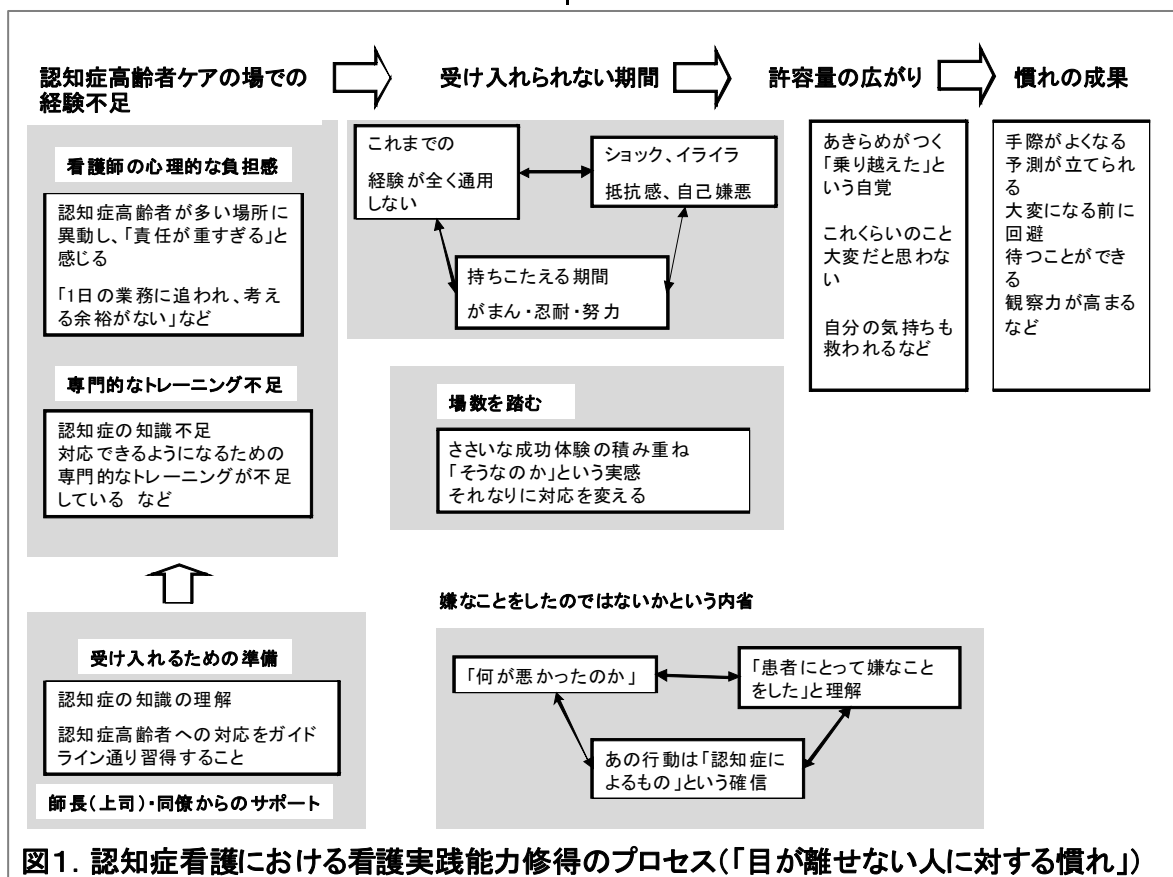 認知症高齢者ケアの場での
経験不足
受け入れられない期間
許容量の広がり
慣れの成果
看護師の心理的な負担感
認知症高齢者が多い場所に
異動し、「責任が重すぎる」と
感じる
「1日の業務に追われ、考え
る余裕がない」など
専門的なトレーニング不足
認知症の知識不足
対応できるようになるための
専門的なトレーニングが不足
している など
受け入れるための準備
認知症の知識の理解
認知症高齢者への対応をガイド
ライン通り習得すること
師長(上司)・同僚からのサポート
これまでの
経験が全く通用
しない
ショック、イライラ
抵抗感、自己嫌悪
持ちこたえる期間
がまん・忍耐・努力
場数を踏む
ささいな成功体験の積み重ね
「そうなのか」という実感
それなりに対応を変える
嫌なことをしたのではないかという内省
「何が悪かったのか」
「患者にとって嫌なこと
をした」と理解
あの行動は「認知症に
よるもの」という確信
あきらめがつく
「乗り越えた」と
いう自覚
これくらいのこと
大変だと思わな
い
自分の気持ちも
救われるなど
手際がよくなる
予測が立てられ
る
大変になる前に
回避
待つことができ
る
観察力が高まる
など
図1. 認知症看護における看護実践能力修得のプロセス(「目が離せない人に対する慣れ」)